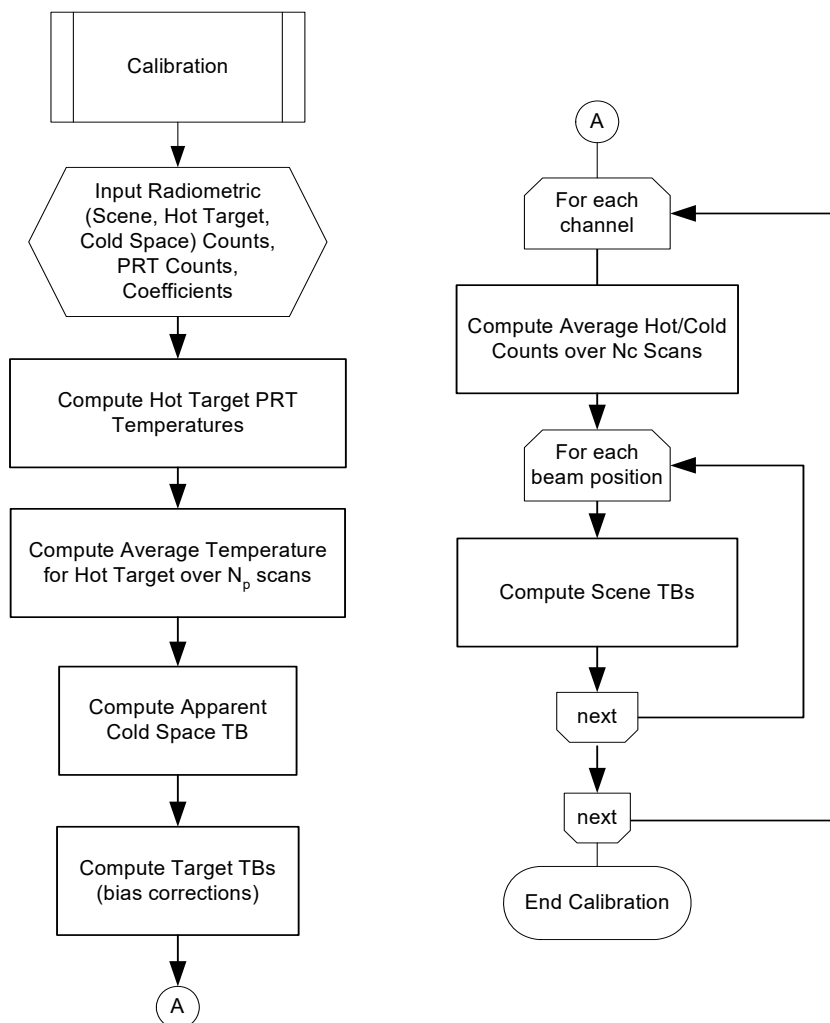 Calibration
Input Radiometric
(Scene, Hot Target,
Cold Space) Counts,
PRT Counts,
Coefficients
Compute Hot Target PRT
Temperatures
Compute Average Temperature
for Hot Target over Np scans
Compute Apparent
Cold Space TB
Compute Target TBs
(bias corrections)
A
A
For each
channel
Compute Average Hot/Cold
Counts over Nc Scans
For each
beam position
Compute Scene TBs
next
next
End Calibration